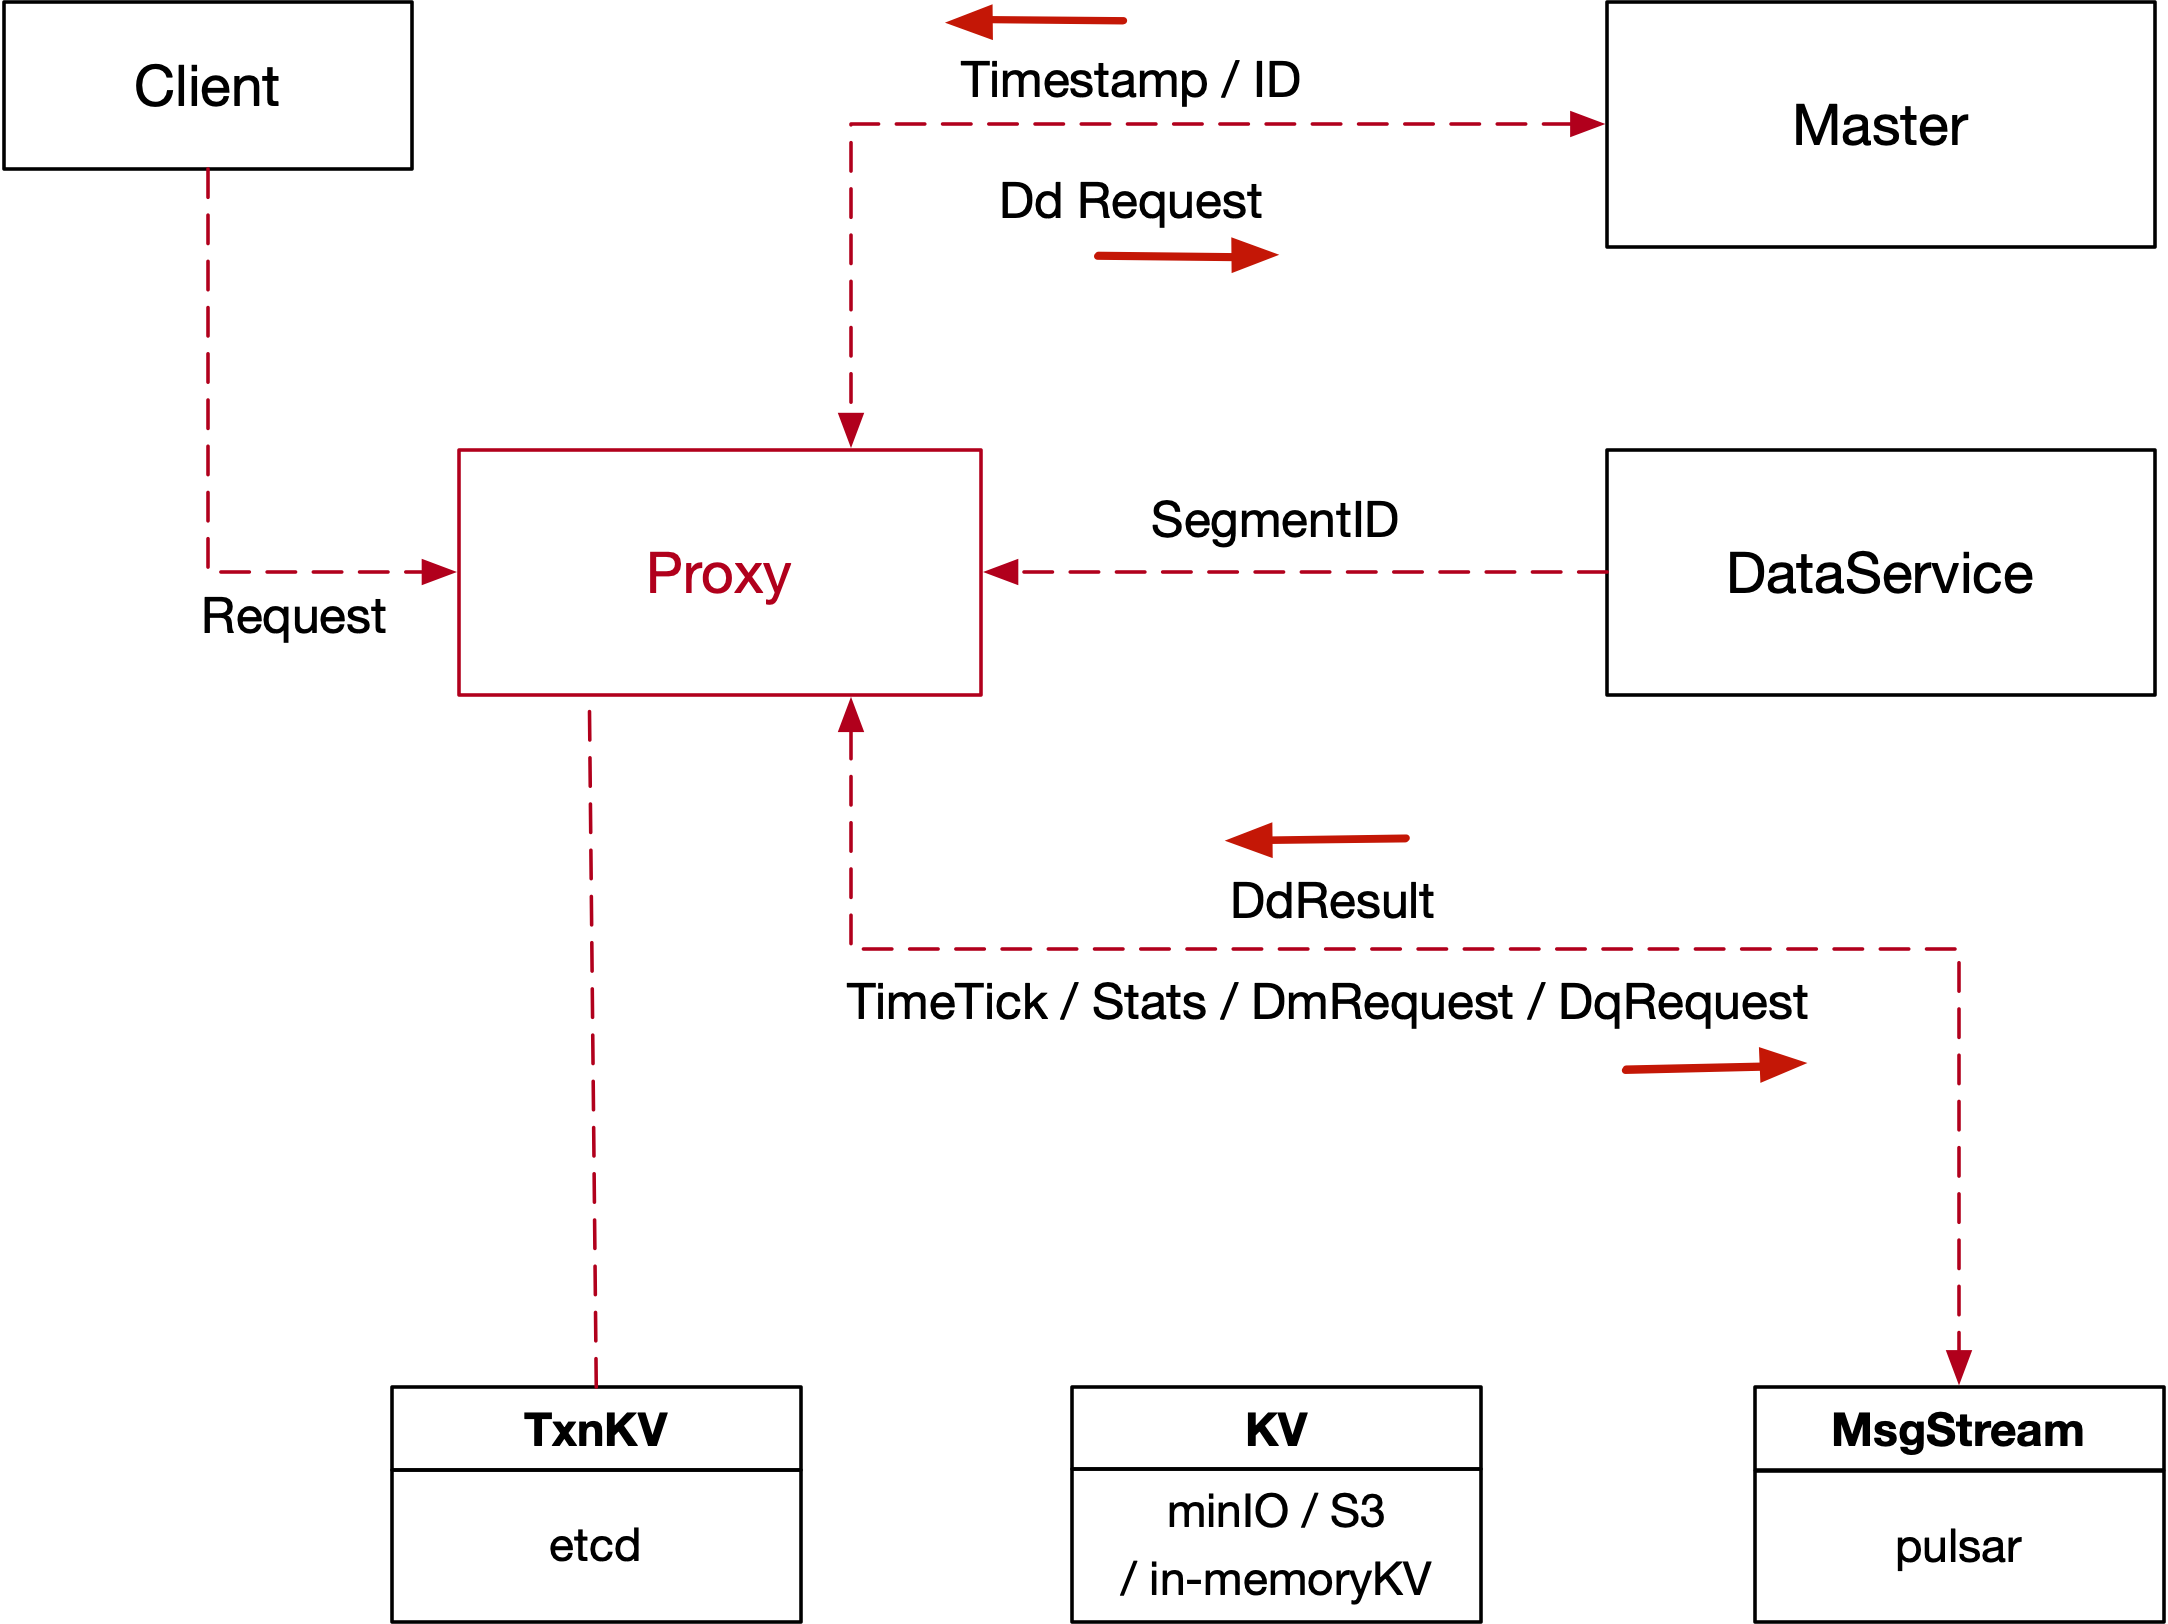 Client
Timestamp / ID
Master
Dd Request
Proxy
SegmentID
DataService
Request
DdResult
TimeTick / Stats / DmRequest / DqRequest
TxnKV
etcd
KV
minIO / S3
/ in-memoryKV
MsgStream
pulsar